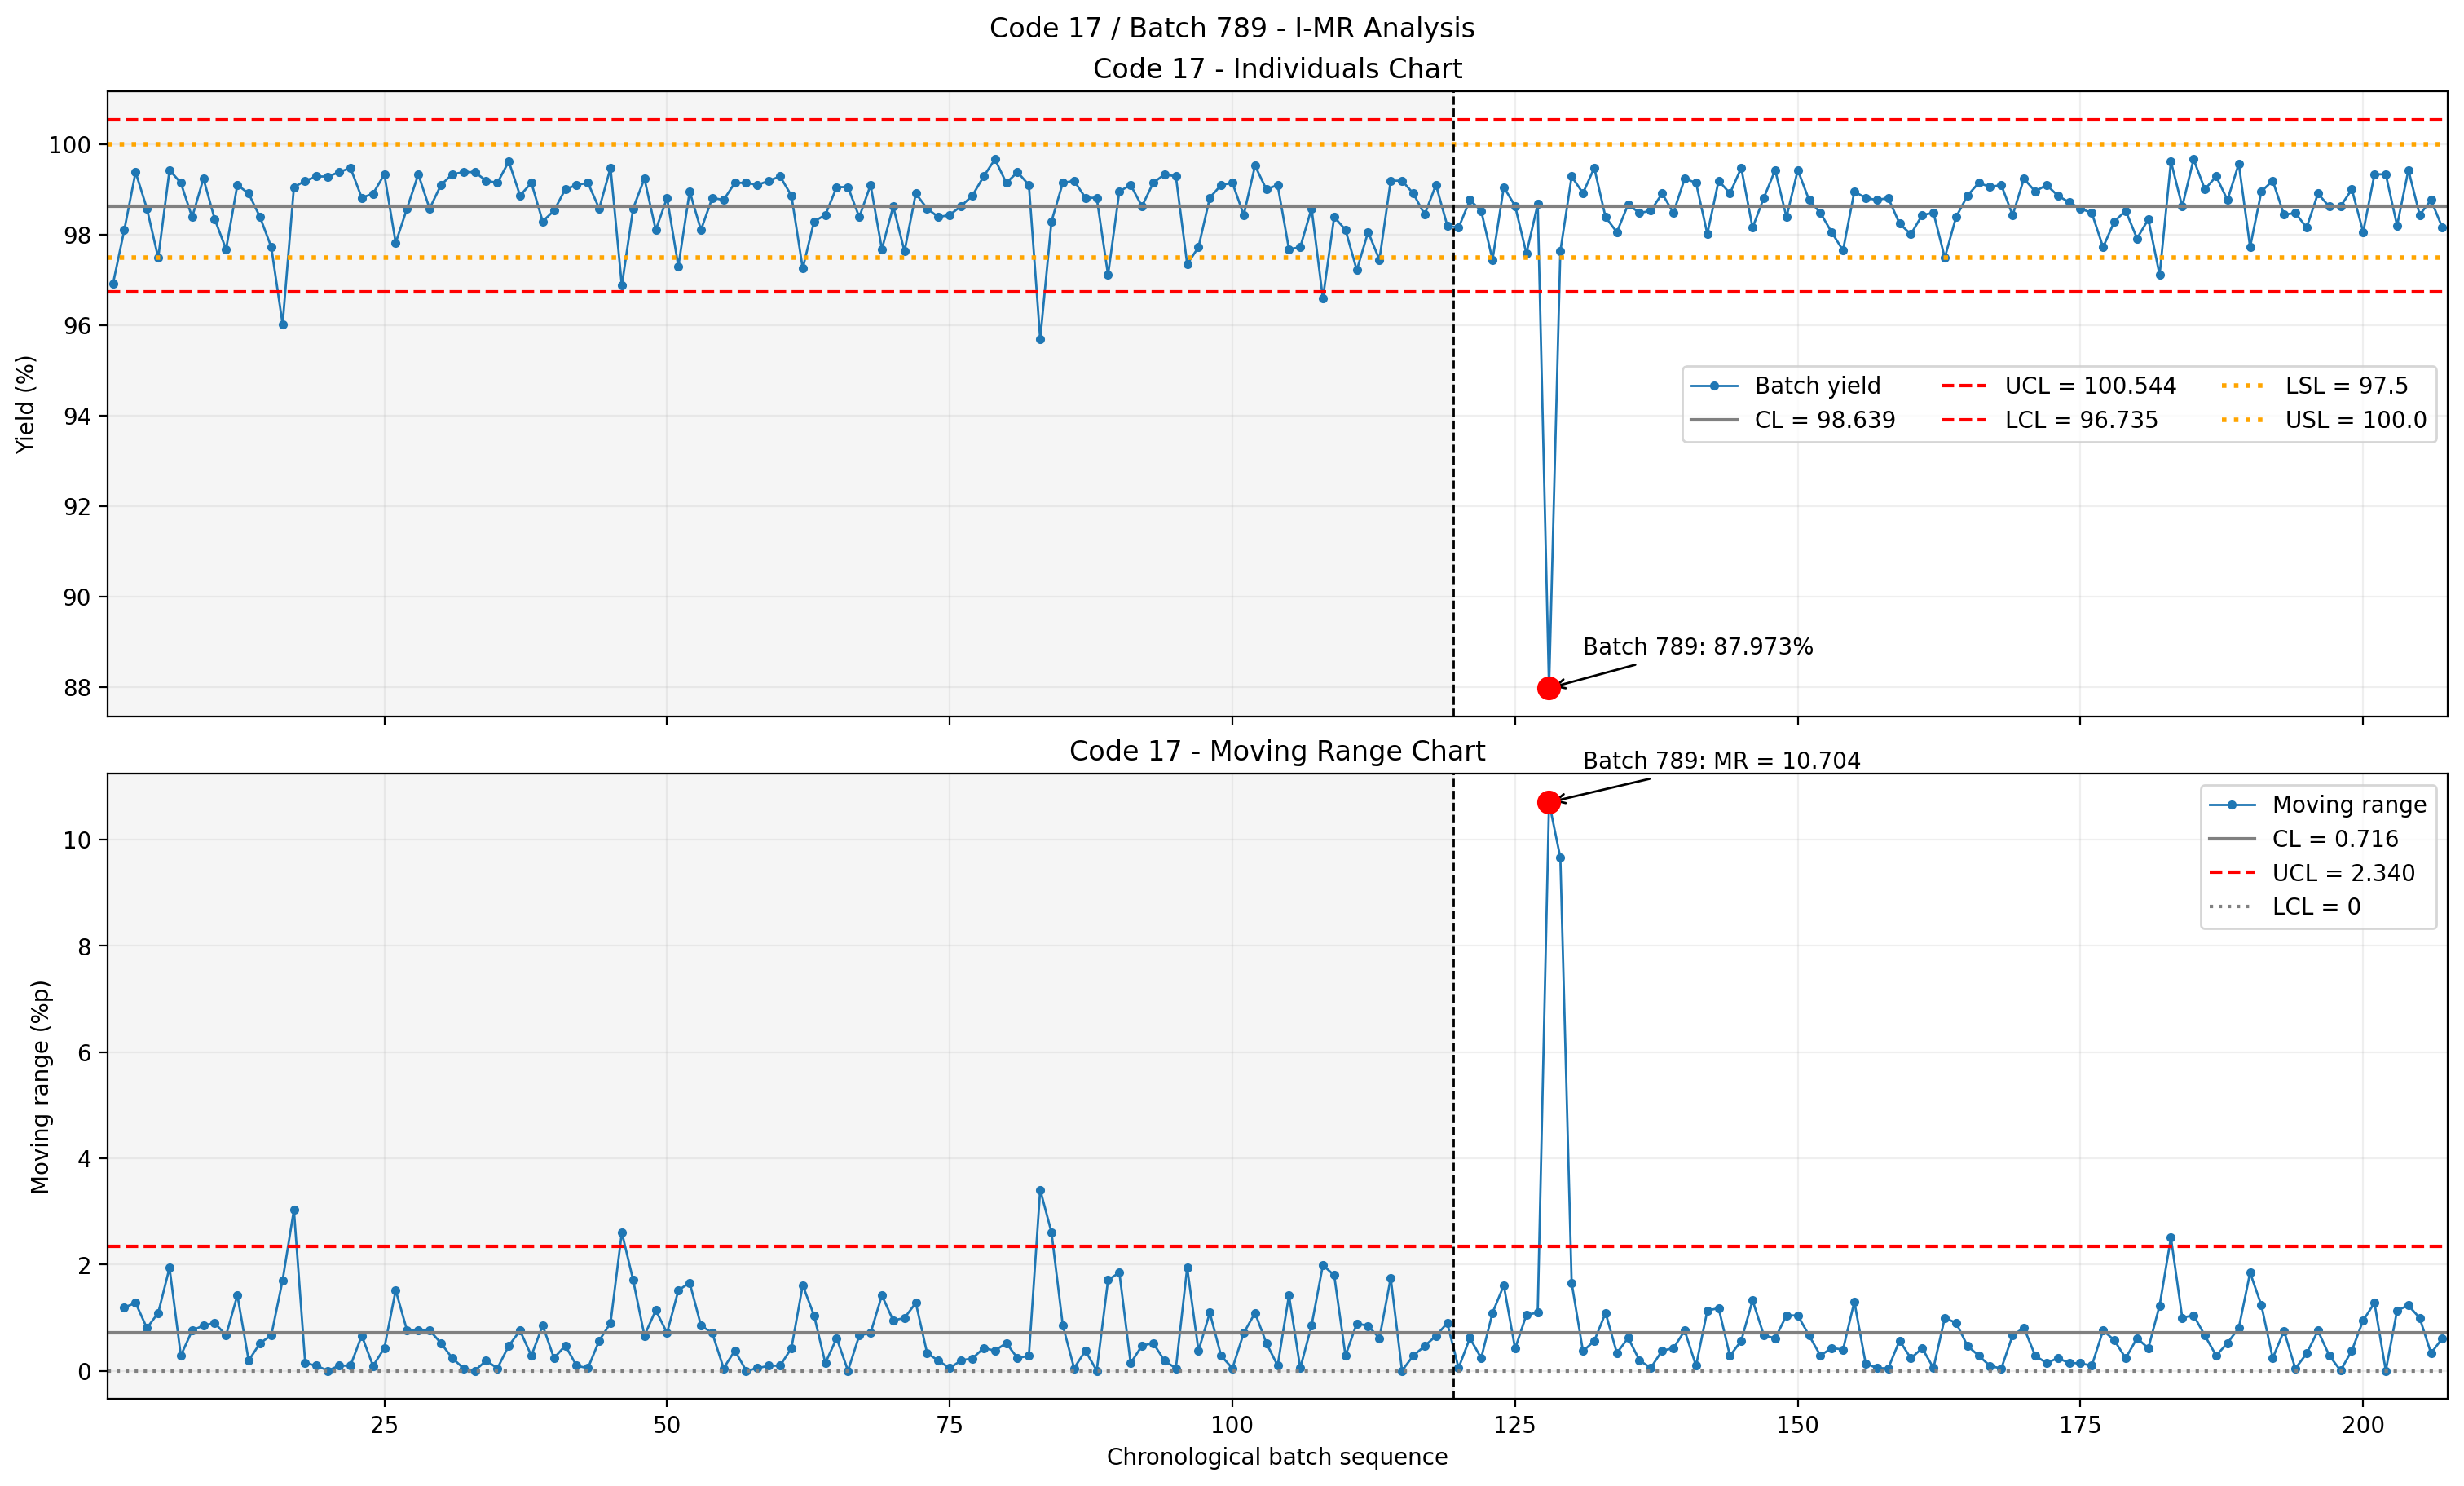 Code 17 / Batch 789 - I-MR Analysis
Code 17 - Individuals Chart
Yield (%)
100
98
96
94
92
90
88
Batch yield
CL = 98.639
UCL = 100.544
LCL = 96.735
LSL = 97.5
USL = 100.0
Batch 789: 87.973%
Code 17 - Moving Range Chart
Batch 789: MR = 10.704
Moving range (%p)
10
8
6
4
2
0
Moving range
CL = 0.716
UCL = 2.340
LCL = 0
25
50
75
100
125
150
175
200
Chronological batch sequence